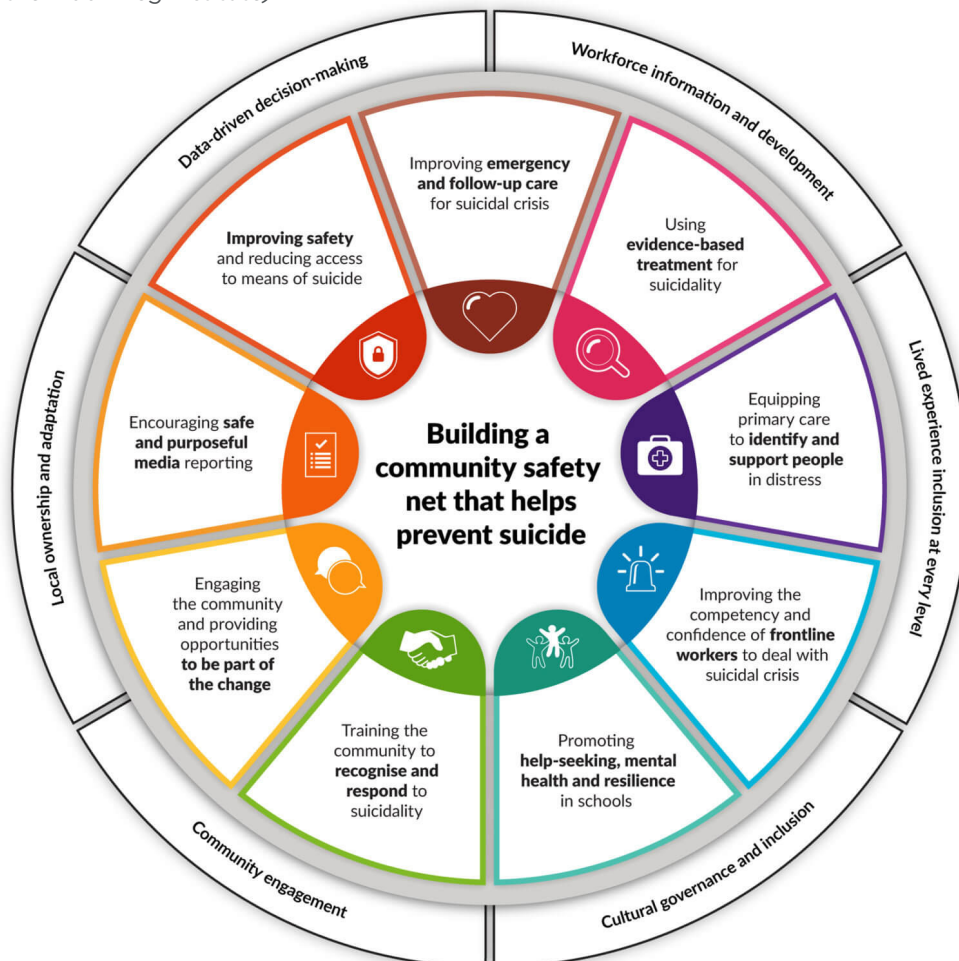 Data-driven decision-making
Workforce information and development
Lived experience inclusion at every level
Cultural governance and inclusion
Community engagement
Local ownership and adaptation
Improving emergency
and follow-up care
for suicidal crisis
Using
evidence-based
treatment for
suicidality
Equipping
primary care
to identify and
support people
in distress
Improving the
competency and
confidence of frontline
workers to deal with
suicidal crisis
Promoting
help-seeking, mental
health and resilience
in schools
Training the
community to
recognise and
respond to
suicidality
Engaging
the community
and providing
opportunities
to be part of
the change
Encouraging safe
and purposeful
media reporting
Improving safety
and reducing access
to means of suicide
Building a
community safety
net that helps
prevent suicide